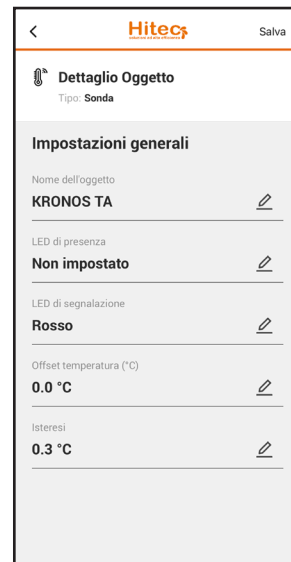 Hitec
Salva
Dettaglio Oggetto
Tipo: Sonda
Impostazioni generali
Nome dell'oggetto
KRONOS TA
LED di presenza
Non impostato
LED di segnalazione
Rosso
Offset temperatura (°C)
0.0 °C
Isteresi
0.3 °C